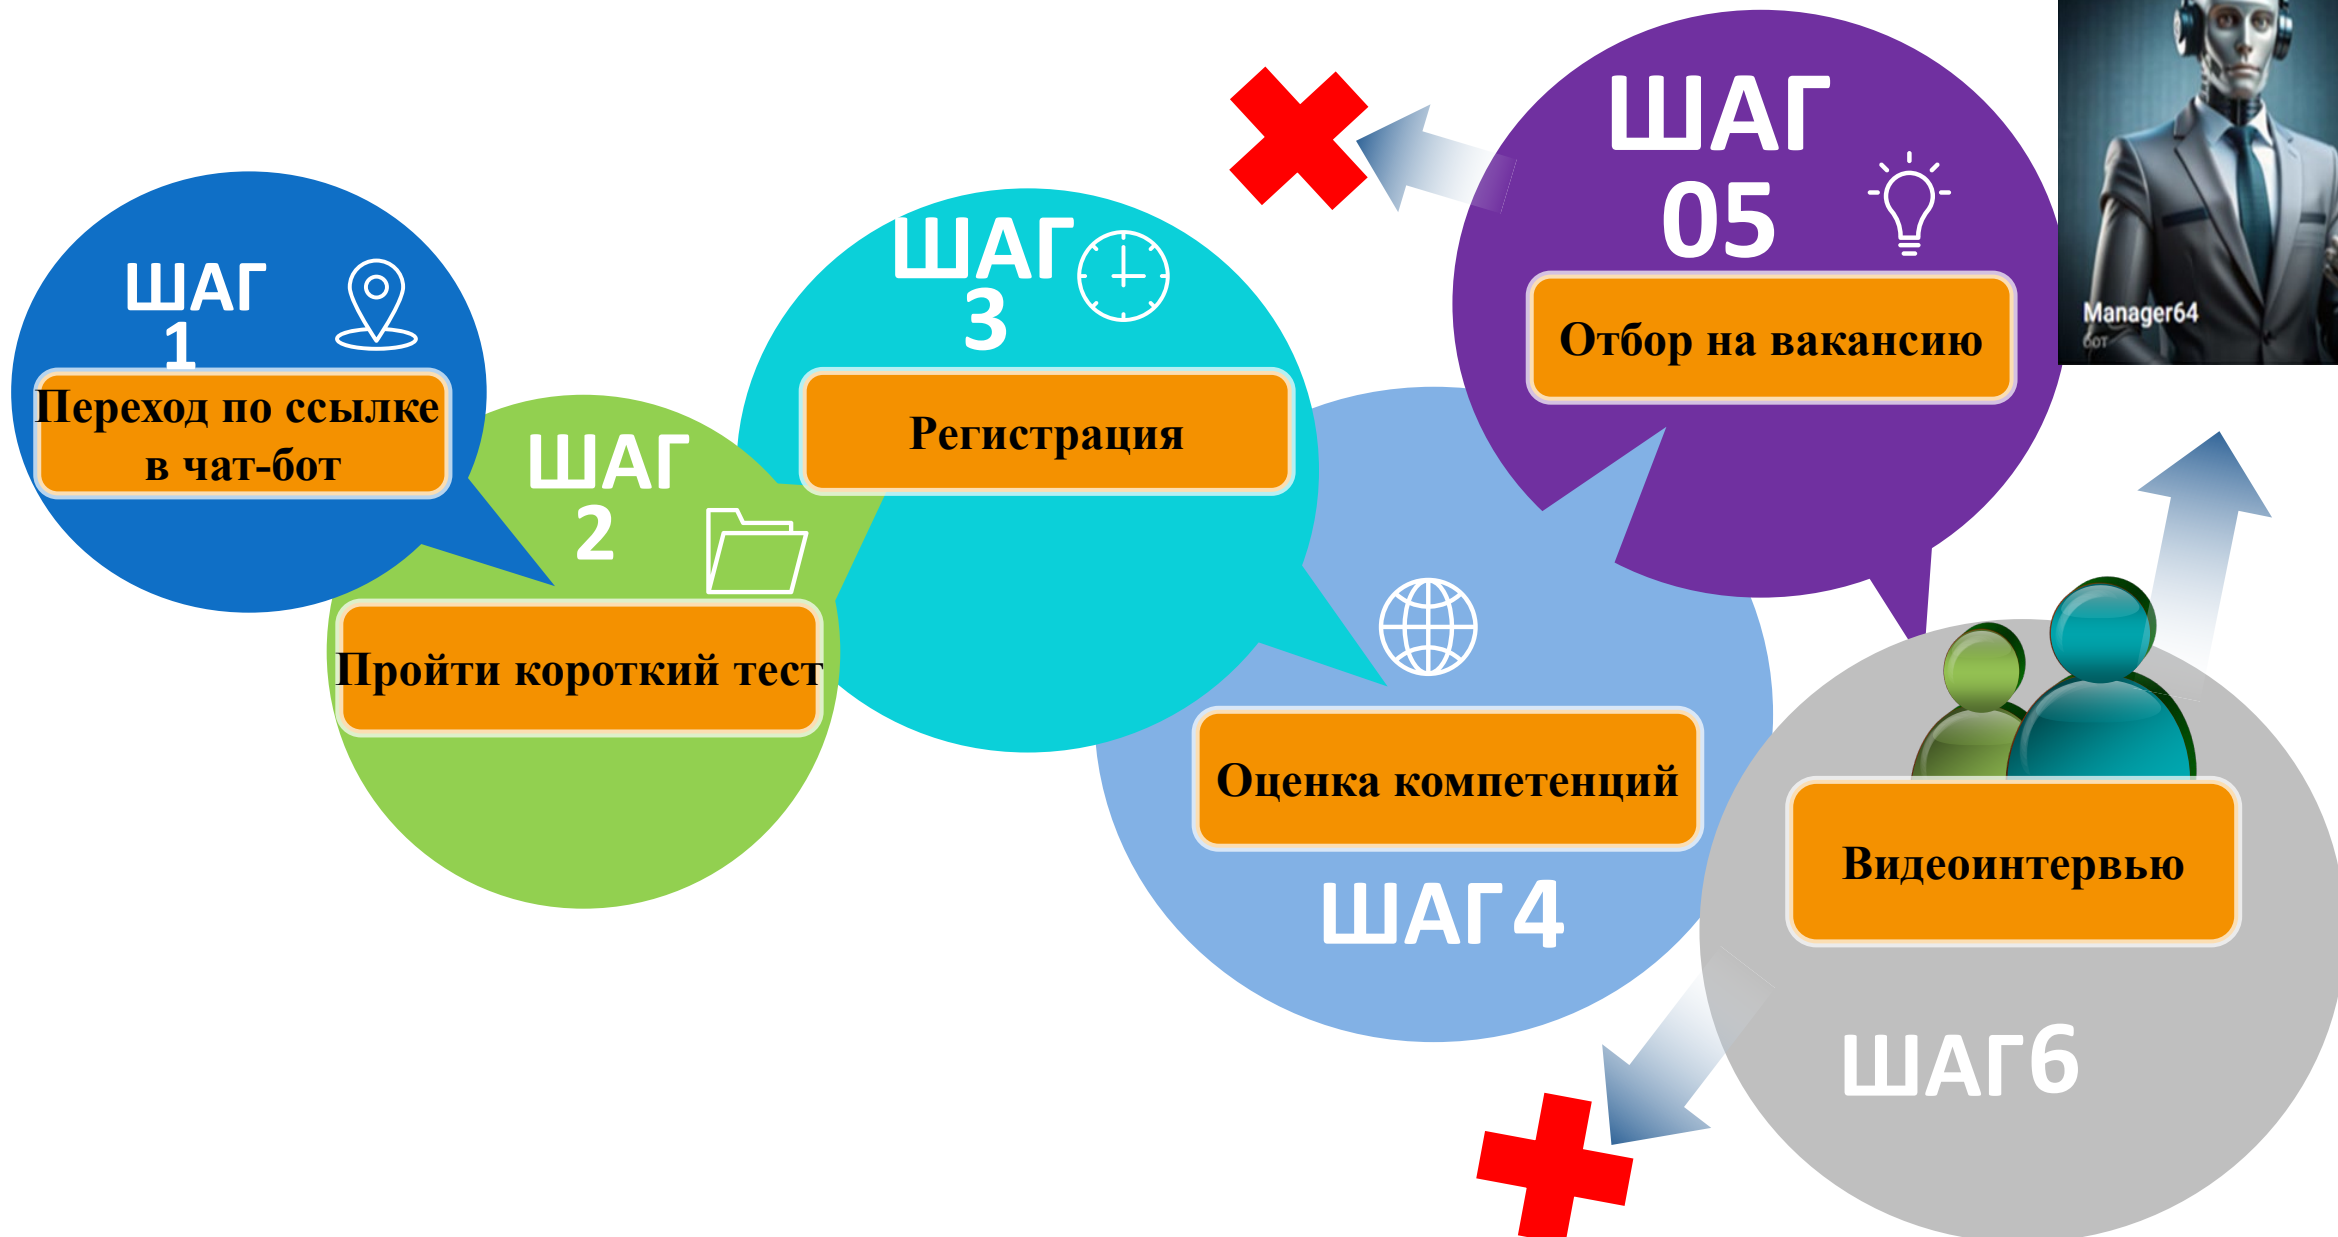 ШАГ
1
Переход по ссылке
в чат-бот
ШАГ
2
Пройти короткий тест
ШАГ
3
Регистрация
Оценка компетенций
ШАГ4
ШАГ
05
Отбор на вакансию
Manager64
бот
Видеоинтервью
ШАГ6